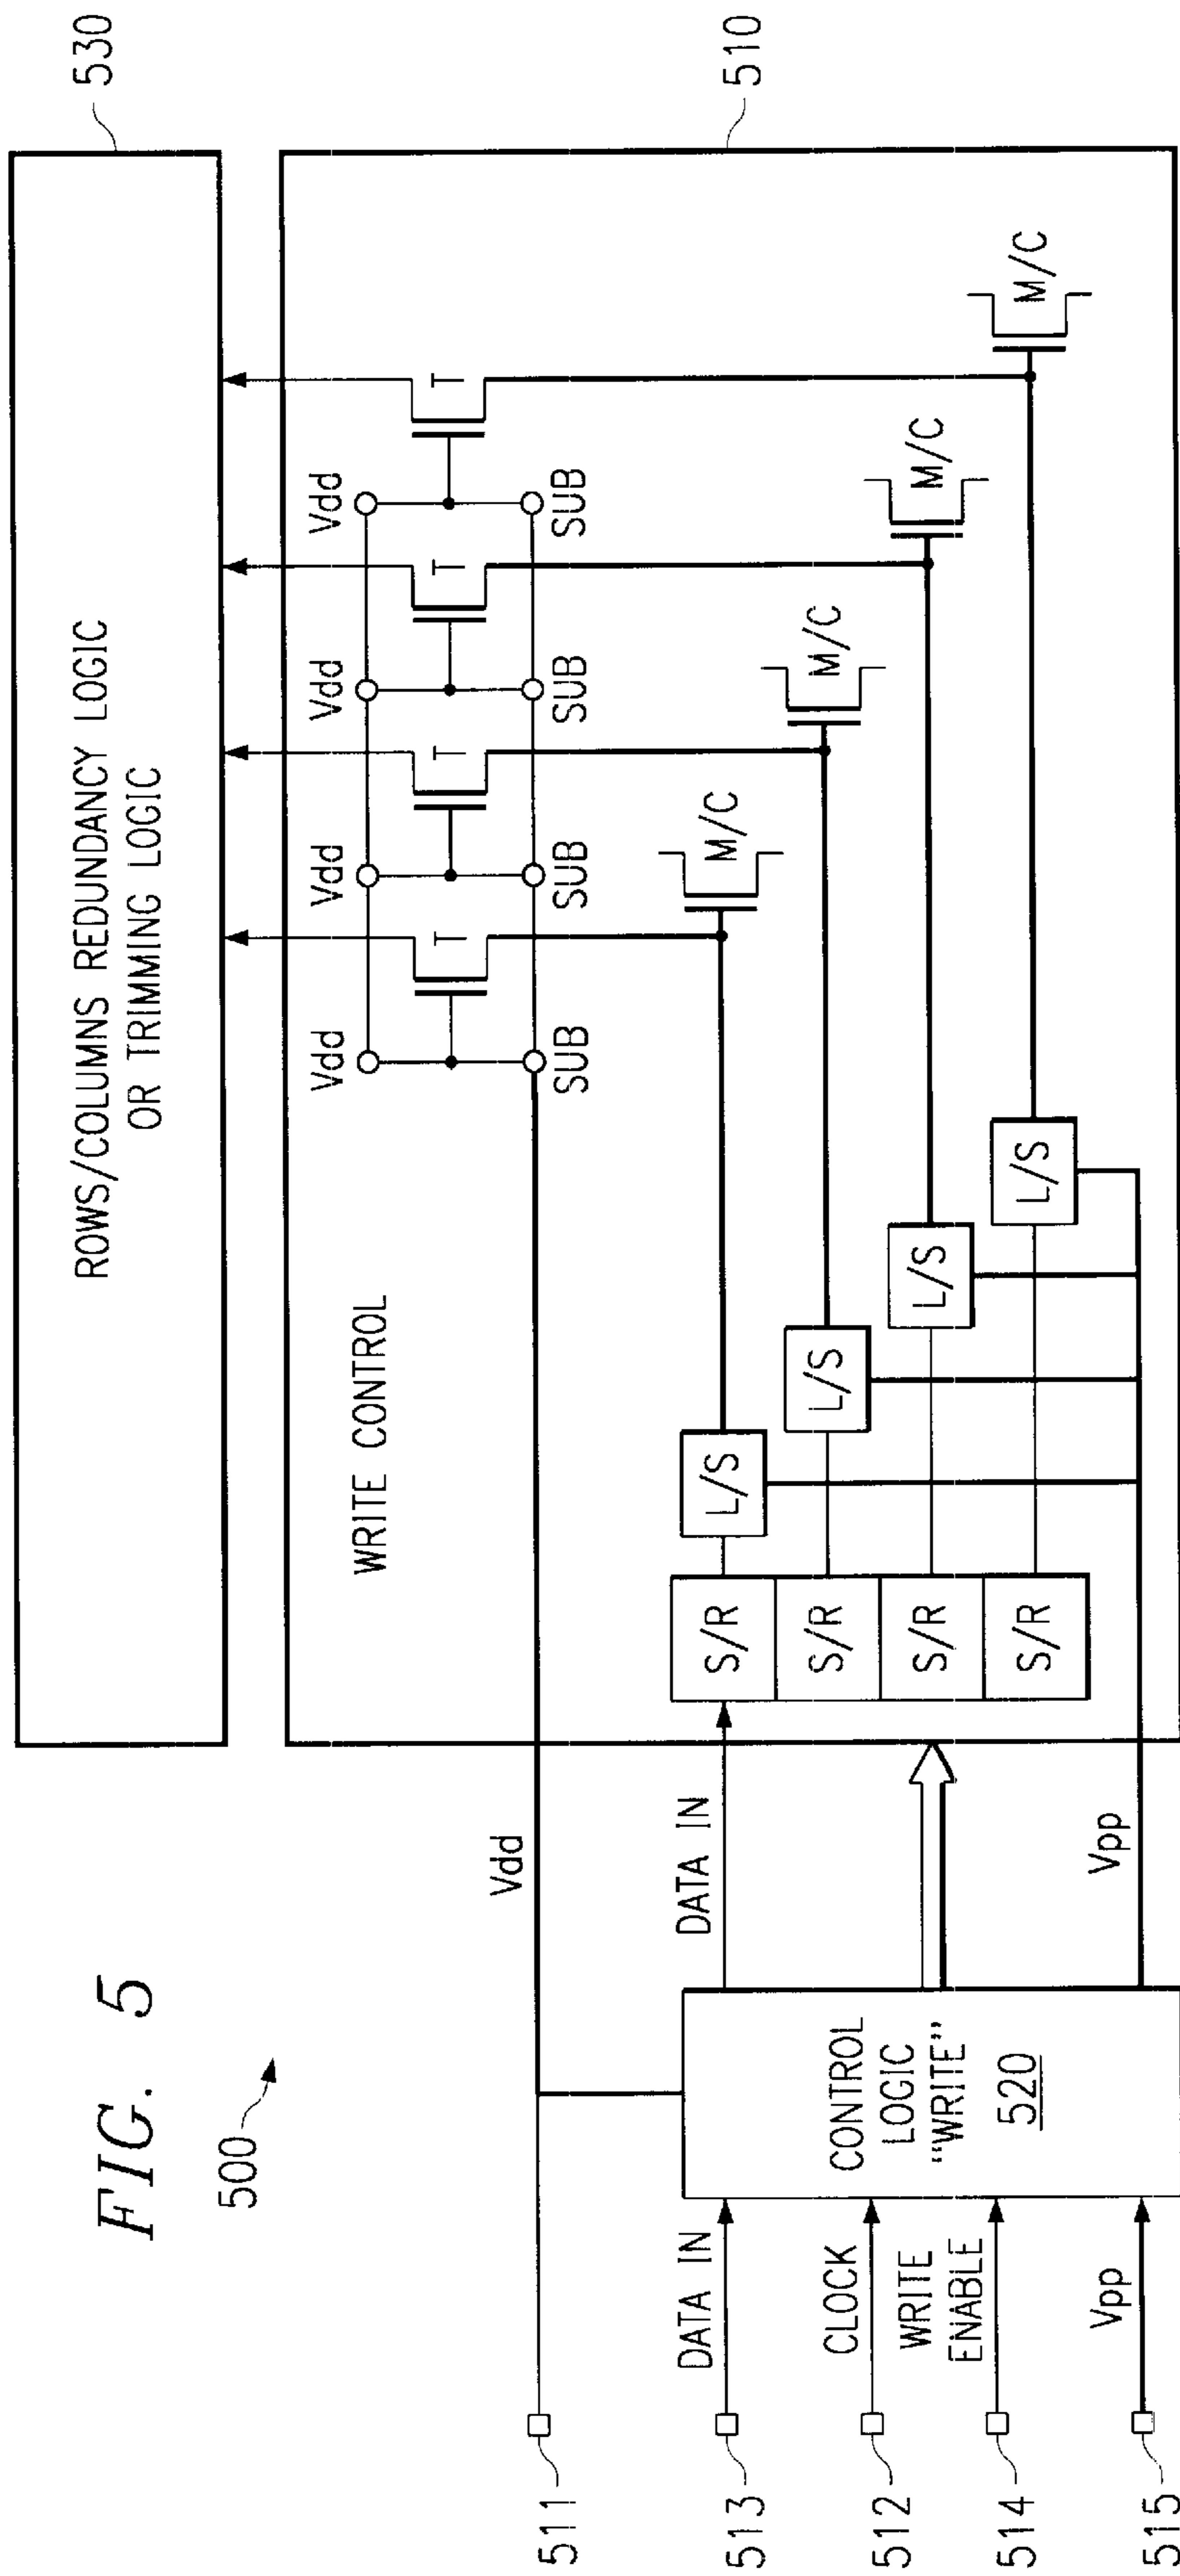 FIG. 5
500
530
ROWS/COLUMNS REDUNDANCY LOGIC
OR TRIMMING LOGIC
510
WRITE CONTROL
Vdd
Vdd
Vdd
Vdd
T
T
T
T
SUB
SUB
SUB
SUB
M/C
M/C
M/C
M/C
L/S
L/S
L/S
L/S
S/R
S/R
S/R
S/R
Vdd
DATA IN
Vpp
CONTROL
LOGIC
"WRITE"
520
511
513
DATA IN
512
CLOCK
514
WRITE
ENABLE
515
Vpp